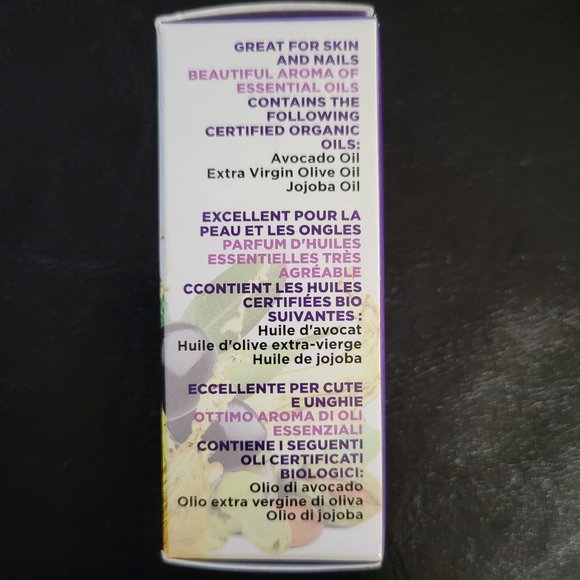 GREAT FOR SKIN
AND NAILS
BEAUTIFUL AROMA OF
ESSENTIAL OILS
CONTAINS THE
FOLLOWING
CERTIFIED ORGANIC
OILS:
Avocado Oil
Extra Virgin Olive Oil
Jojoba Oil
EXCELLENT POUR LA
PEAU ET LES ONGLES
PARFUM D'HUILES
ESSENTIELLES TRÈS
AGRÉABLE
CCONTIENT LES HUILES
CERTIFIÉES BIO
SUIVANTES :
Huile d'avocat
Huile d'olive extra-vierge
Huile de jojoba
ECCELLENTE PER CUTE
E UNGHIE
OTTIMO AROMA DI OLI
ESSENZIALI
CONTIENE I SEGUENTI
OLI CERTIFICATI
BIOLOGICI:
Olio di avocado
Olio extra vergine di oliva
Olio di jojoba